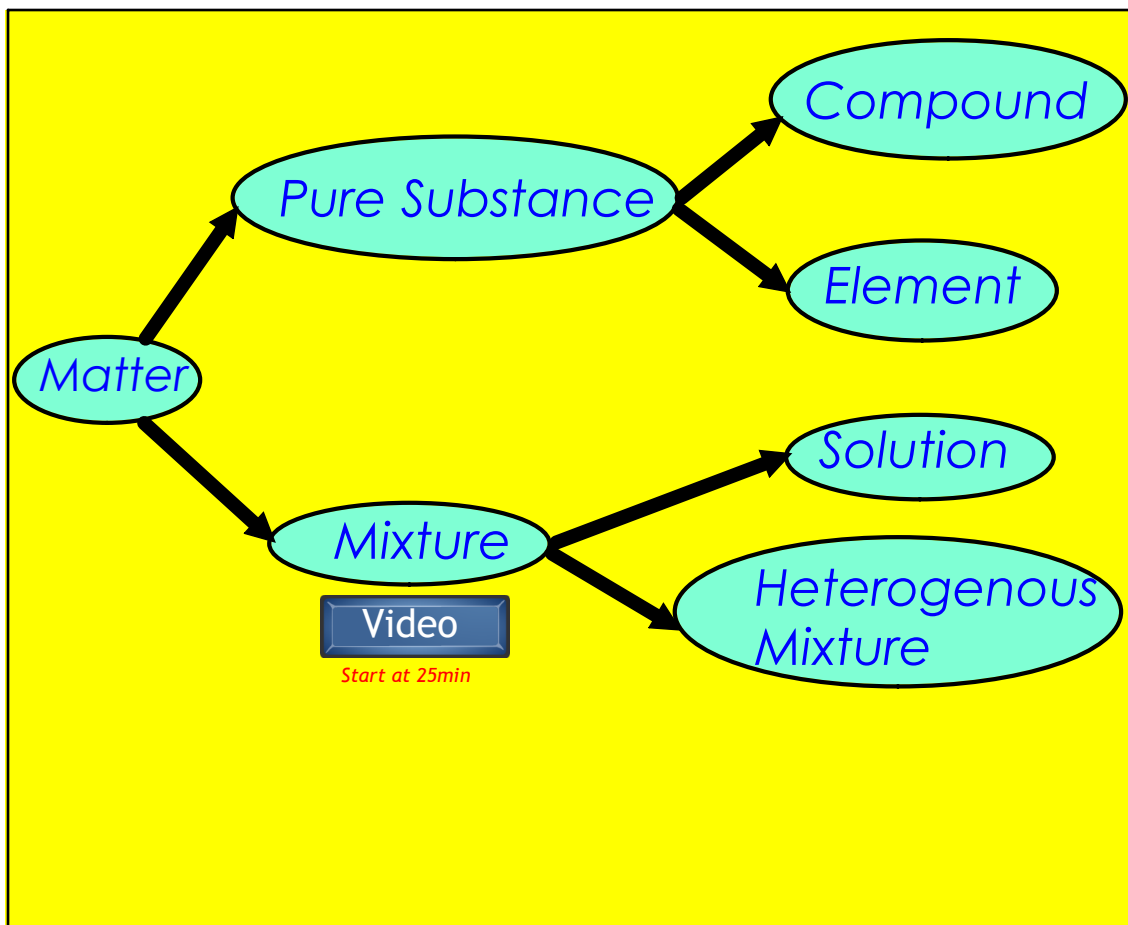 Compound
Pure Substance
Element
Matter
Solution
Mixture
Heterogenous
Mixture
Video
Start at 25min